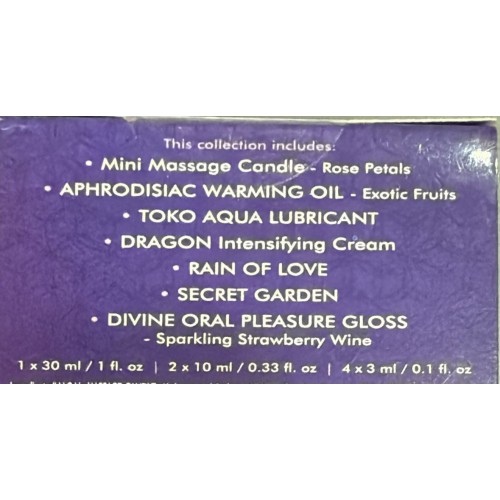 This collection includes:
• Mini Massage Candle - Rose Petals
• APHRODISIAC WARMING OIL - Exotic Fruits
• TOKO AQUA LUBRICANT
• DRAGON Intensifying Cream
• RAIN OF LOVE
• SECRET GARDEN
• DIVINE ORAL PLEASURE GLOSS
- Sparkling Strawberry Wine
1 x 30 ml / 1 fl. oz | 2 x 10 ml / 0.33 fl. oz | 4 x 3 ml / 0.1 fl. oz